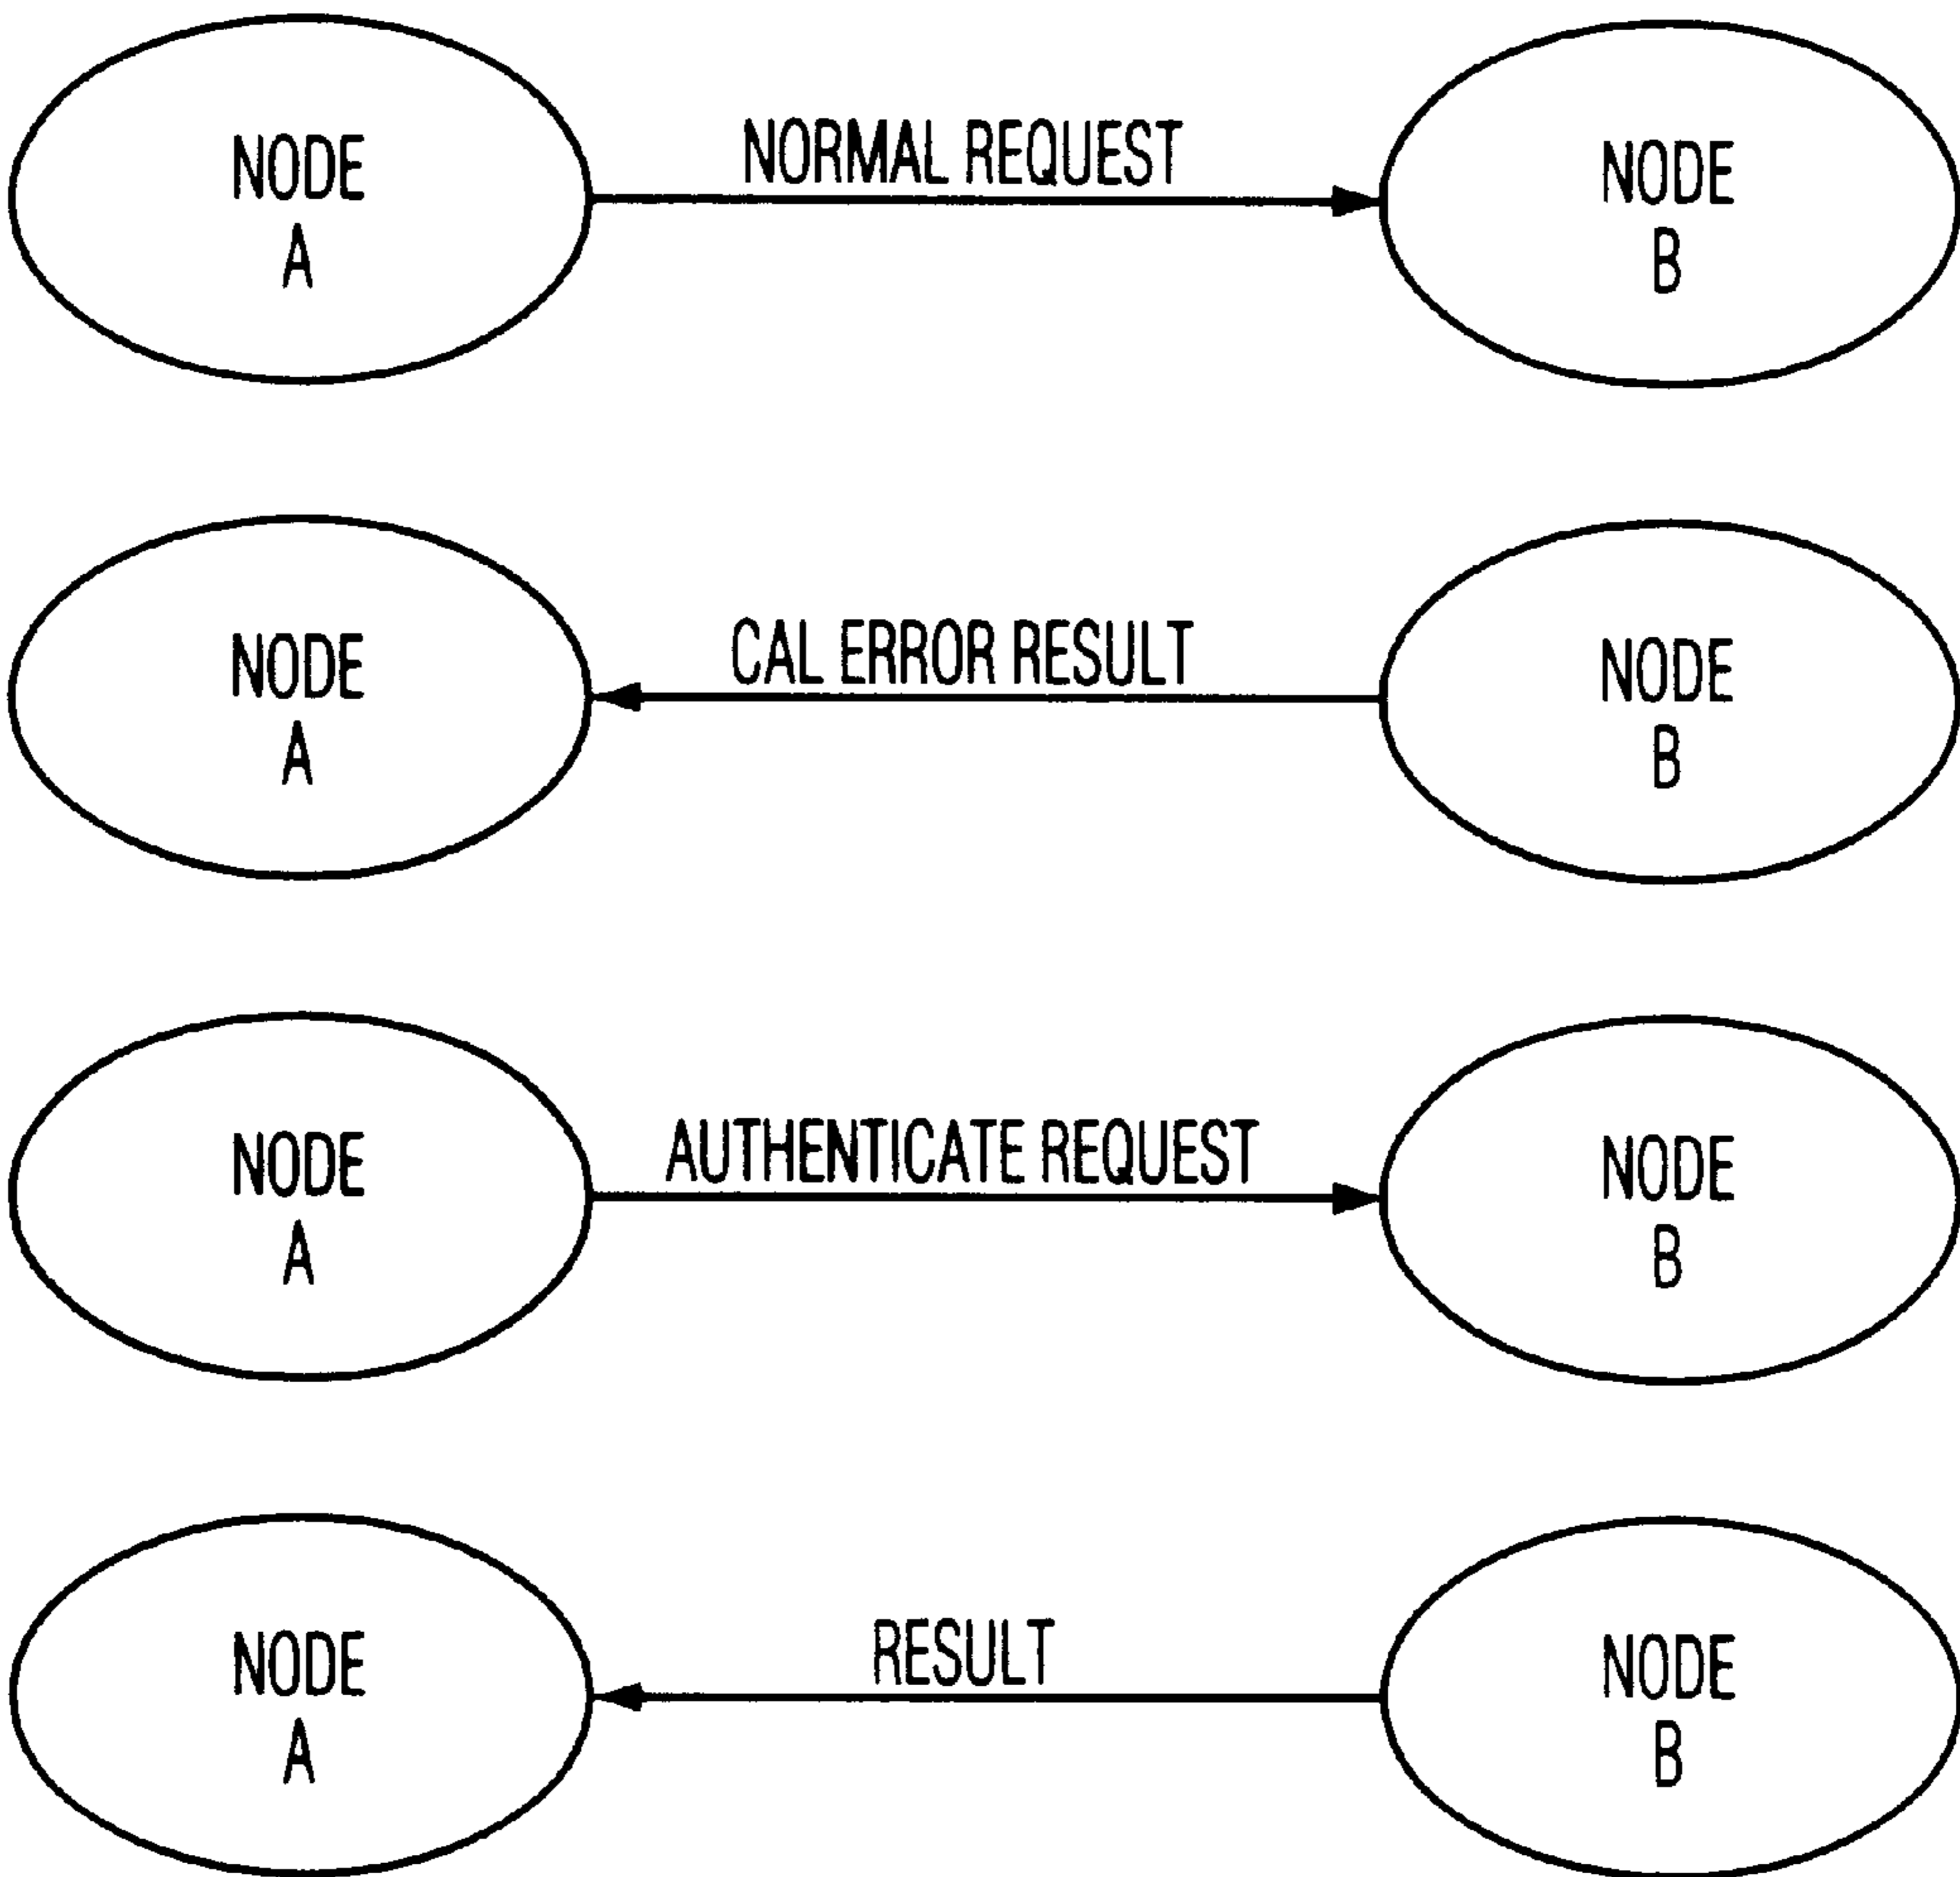 NODE
A
NORMAL REQUEST
NODE
B
NODE
A
CAL ERROR RESULT
NODE
B
NODE
A
AUTHENTICATE REQUEST
NODE
B
NODE
A
RESULT
NODE
B